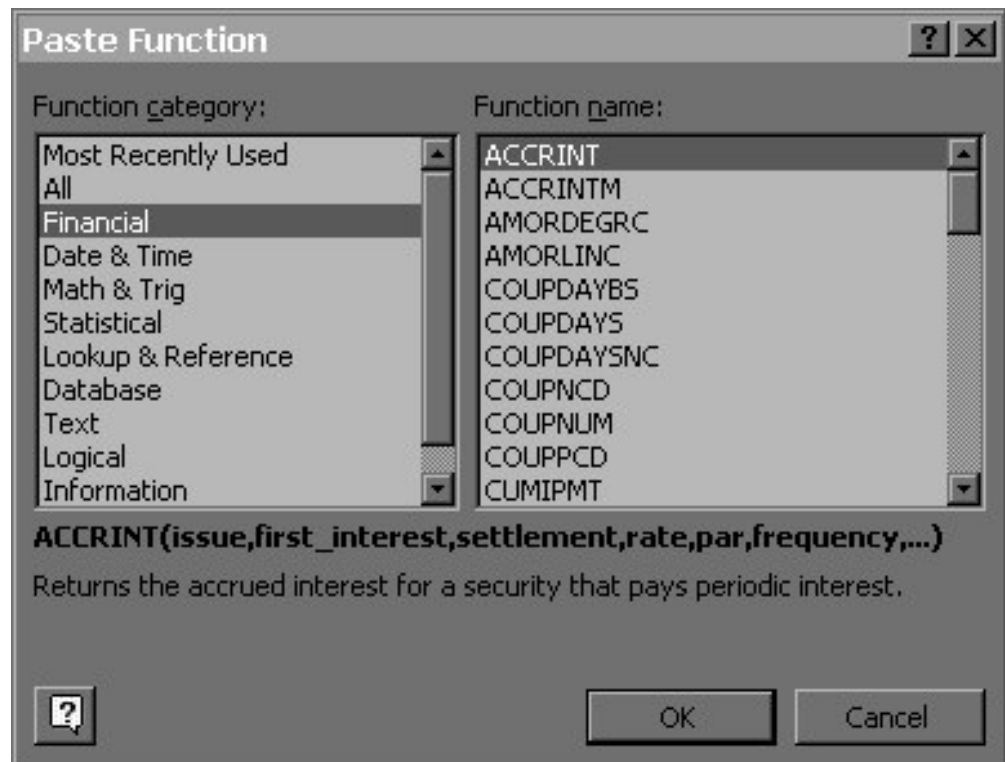 Paste Function
Function category:
Most Recently Used
All
Financial
Date & Time
Math & Trig
Statistical
Lookup & Reference
Database
Text
Logical
Information
Function name:
ACCRINT
ACCRINTM
AMORDEGRC
AMORLINC
COUPDAYBS
COUPDAYS
COUPDAYSNC
COUPNCD
COUPNUM
COUPPCD
CUMIPMT
ACCRINT(issue,first_interest,settlement,rate,par,frequency,...)
Returns the accrued interest for a security that pays periodic interest.
OK
Cancel